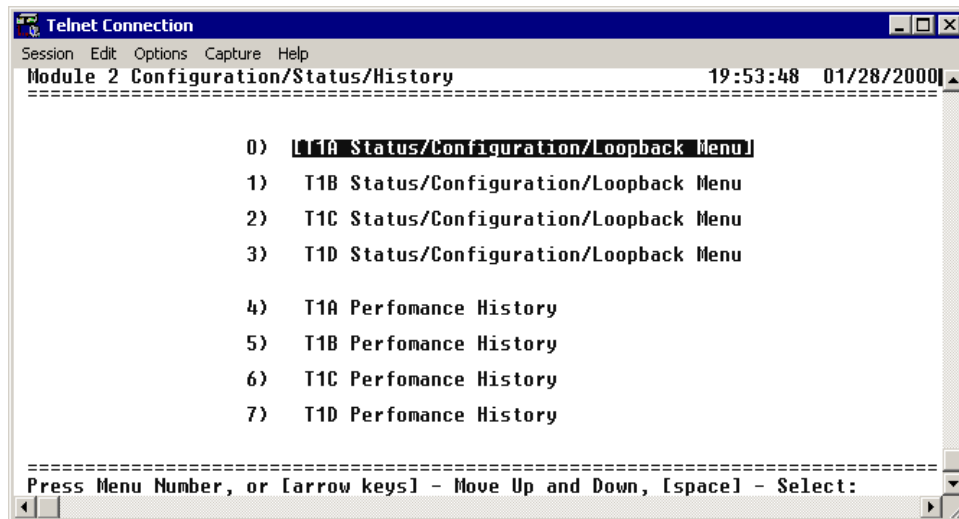 Telnet Connection
Session Edit Options Capture Help
Module 2 Configuration/Status/History 19:53:48 01/28/2000
===============================================================================
0) [T1A Status/Configuration/Loopback Menu]
1) T1B Status/Configuration/Loopback Menu
2) T1C Status/Configuration/Loopback Menu
3) T1D Status/Configuration/Loopback Menu
4) T1A Perfomance History
5) T1B Perfomance History
6) T1C Perfomance History
7) T1D Perfomance History
===============================================================================
Press Menu Number, or [arrow keys] - Move Up and Down, [space] - Select: